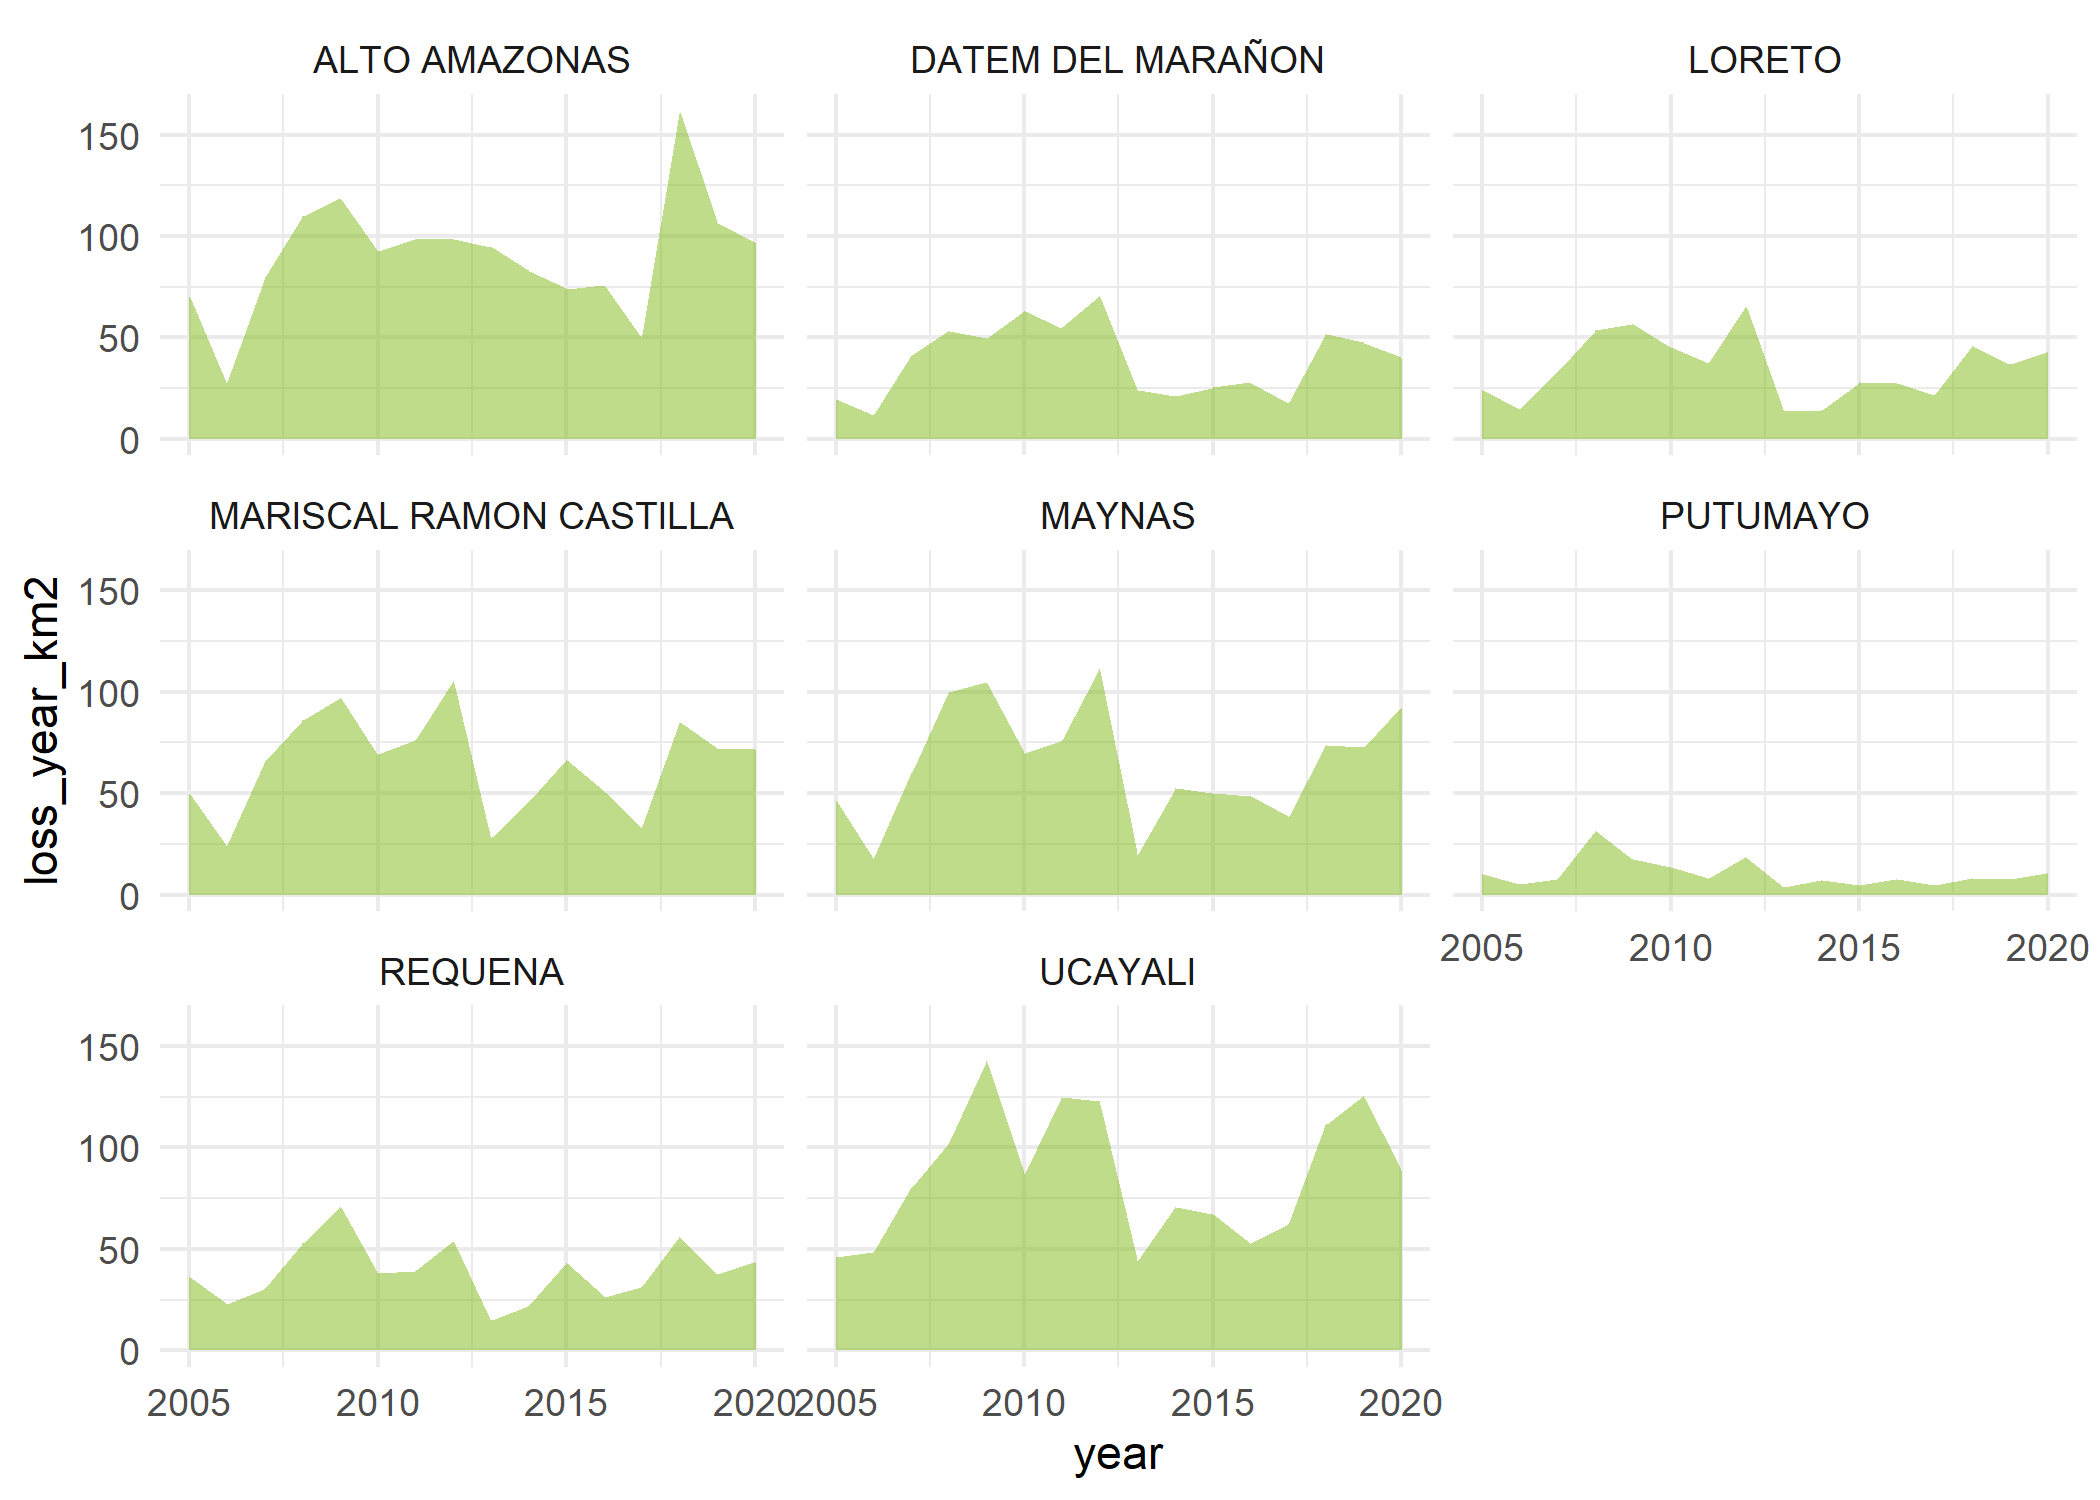 ALTO AMAZONAS
DATEM DEL MARAÑON
LORETO
150
100
50
0
MARISCAL RAMON CASTILLA
MAYNAS
PUTUMAYO
150
100
50
0
2005 2010 2015 2020
REQUENA
UCAYALI
150
100
50
0
2005 2010 2015 2020
2005 2010 2015 2020
year
loss_year_km2